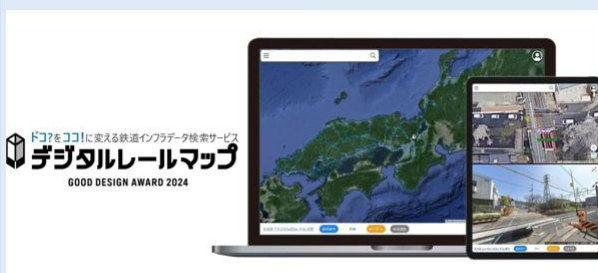 ドコ?をココ!に変える鉄道インフラデータ検索サービス
デジタルレールマップ
GOOD DESIGN AWARD 2024